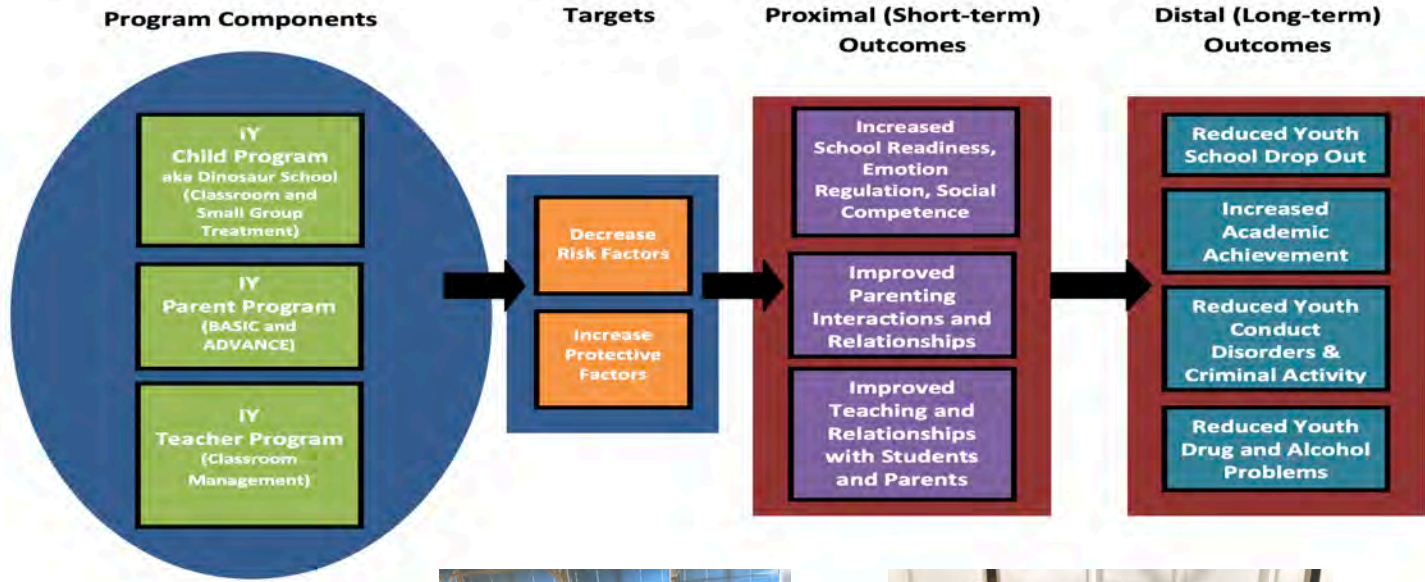 Program Components
IY
Child Program
aka Dinosaur School
(Classroom and
Small Group
Treatment)
IY
Parent Program
(BASIC and
ADVANCE)
IY
Teacher Program
(Classroom
Management)
Targets
Decrease
Risk Factors
Increase
Protective
Factors
Proximal (Short-term)
Outcomes
Increased
School Readiness,
Emotion
Regulation, Social
Competence
Improved
Parenting
Interactions and
Relationships
Improved
Teaching and
Relationships
with Students
and Parents
Distal (Long-term)
Outcomes
Reduced Youth
School Drop Out
Increased
Academic
Achievement
Reduced Youth
Conduct
Disorders &
Criminal Activity
Reduced Youth
Drug and Alcohol
Problems